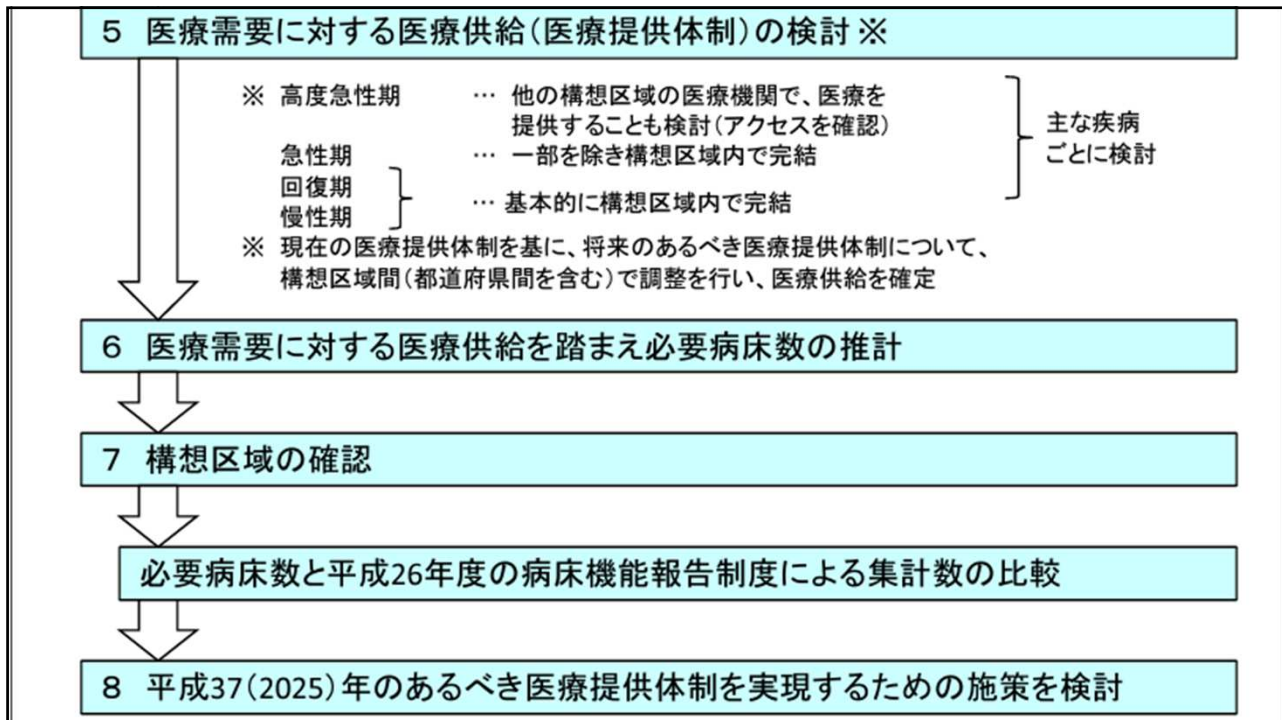 5 医療需要に対する医療供給(医療提供体制)の検討※
※ 高度急性期 … 他の構想区域の医療機関で、医療を
提供することも検討(アクセスを確認)
急性期 … 一部を除き構想区域内で完結
回復期
慢性期
… 基本的に構想区域内で完結
主な疾病
ごとに検討
※ 現在の医療提供体制を基に、将来のあるべき医療提供体制について、
構想区域間(都道府県間を含む)で調整を行い、医療供給を確定
6 医療需要に対する医療供給を踏まえ必要病床数の推計
7 構想区域の確認
必要病床数と平成26年度の病床機能報告制度による集計数の比較
8 平成37(2025)年のあるべき医療提供体制を実現するための施策を検討